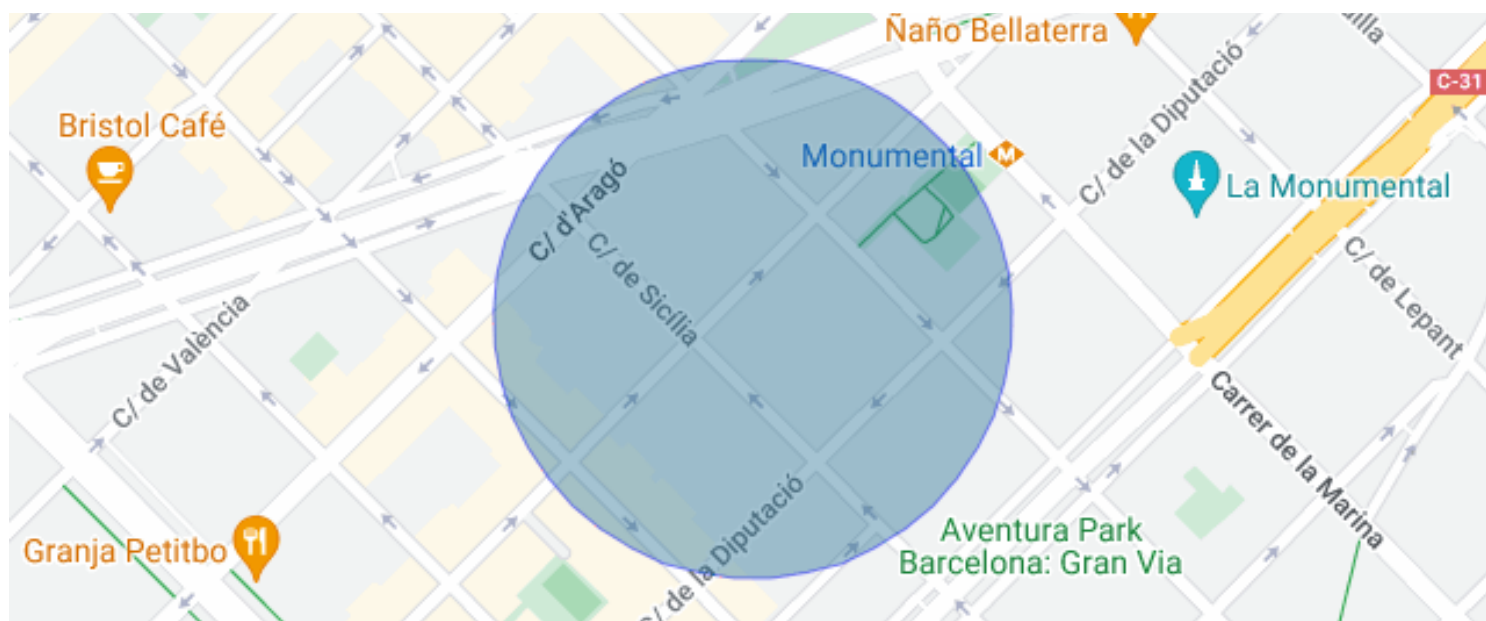 Ñaño Bellaterra
illa
C-31
Bristol Café
C/ de la Diputació
Monumental
La Monumental
C/ d'Aragó
C/ de Sicília
C/ de Lepant
C/ de València
Carrer de la Marina
C/ de la Diputació
Granja Petitbo
Aventura Park
Barcelona: Gran Via